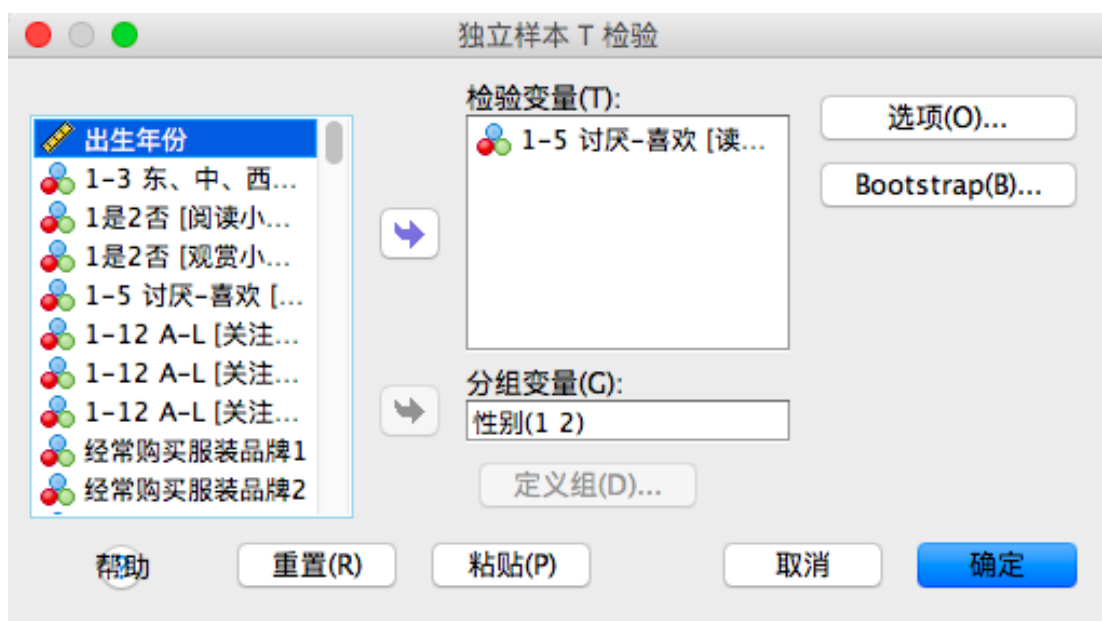 独立样本 T 检验
出生年份
1-3 东、中、西...
1是2否 [阅读小...
1是2否 [观赏小...
1-5 讨厌-喜欢 [...
1-12 A-L [关注...
1-12 A-L [关注...
1-12 A-L [关注...
经常购买服装品牌1
经常购买服装品牌2
检验变量(T):
1-5 讨厌-喜欢 [读...
分组变量(G):
性别(1 2)
定义组(D)...
选项(O)...
Bootstrap(B)...
帮助
重置(R)
粘贴(P)
取消
确定